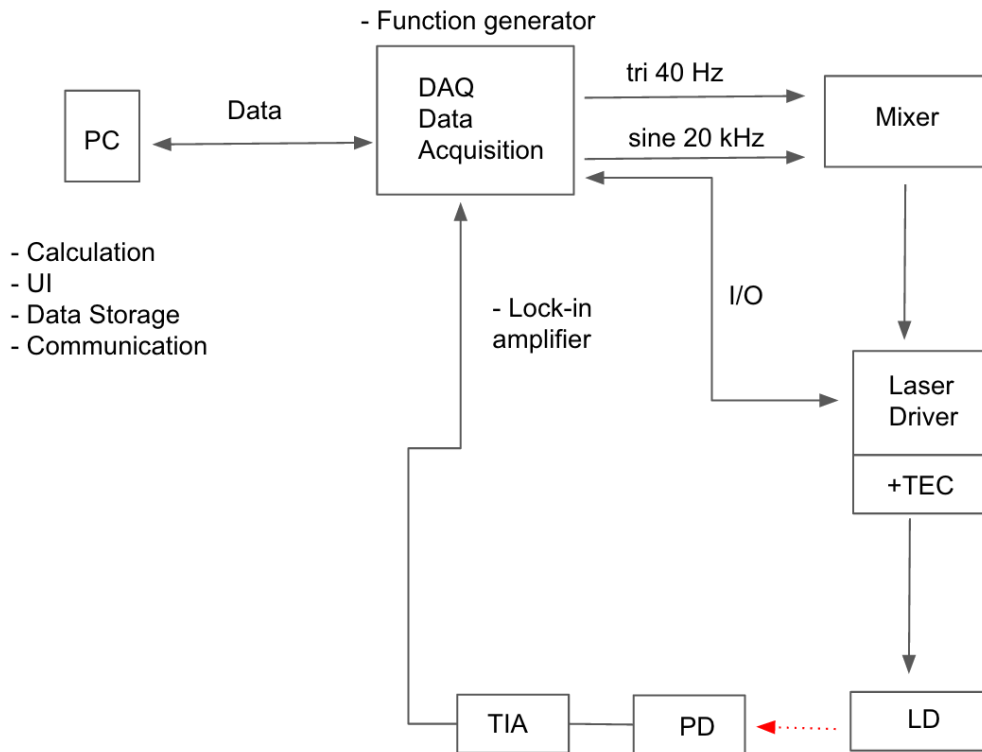 - Function generator
DAQ
Data
Acquisition
tri 40 Hz
Mixer
Data
PC
sine 20 kHz
- Calculation
- UI
- Data Storage
- Communication
- Lock-in
amplifier
I/O
Laser
Driver
+TEC
TIA
PD
LD